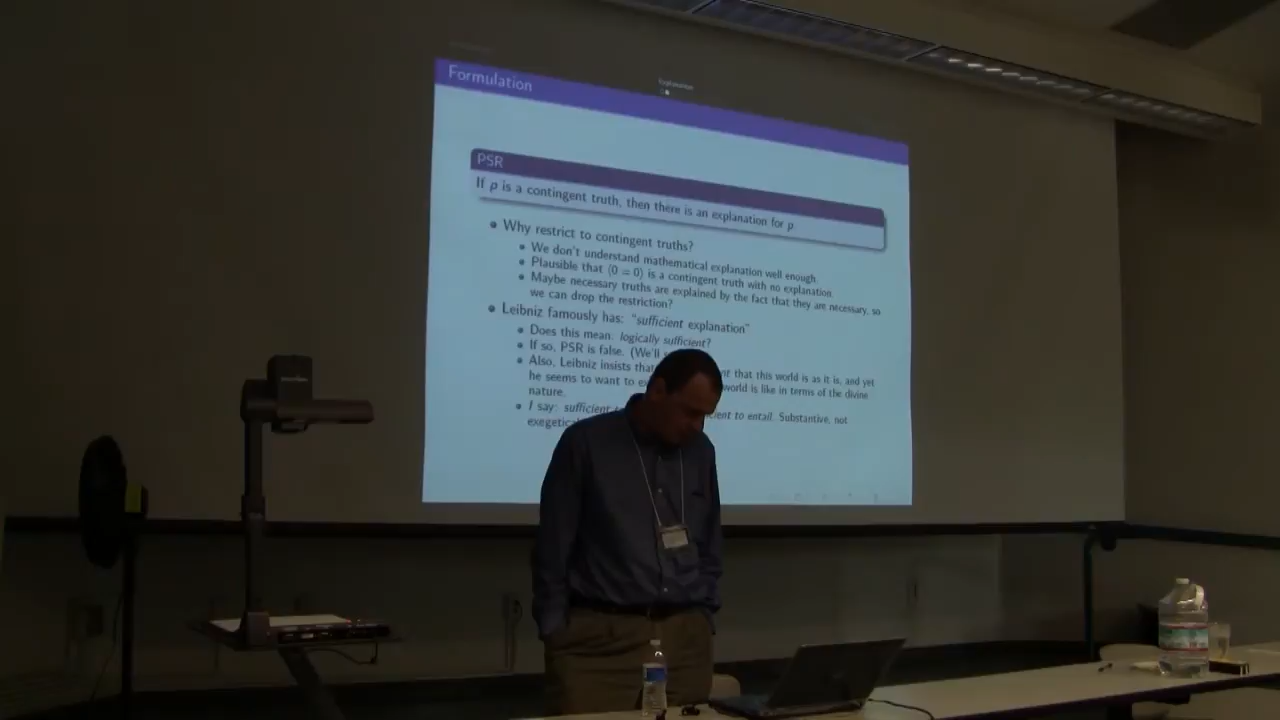 Explanation
Formulation
PSR
If p is a contingent truth, then there is an explanation for p
• Why restrict to contingent truths?
• We don't understand mathematical explanation well enough.
• Plausible that (0 = 0) is a contingent truth with no explanation.
• Maybe necessary truths are explained by the fact that they are necessary, so
we can drop the restriction?
• Leibniz famously has: "sufficient explanation"
• Does this mean: logically sufficient?
• If so, PSR is false. (We'll
• Also, Leibniz insists that this world is as it is, and yet
he seems to want to world is like in terms of the divine
nature.
• I say: sufficient to entail. Substantive, not